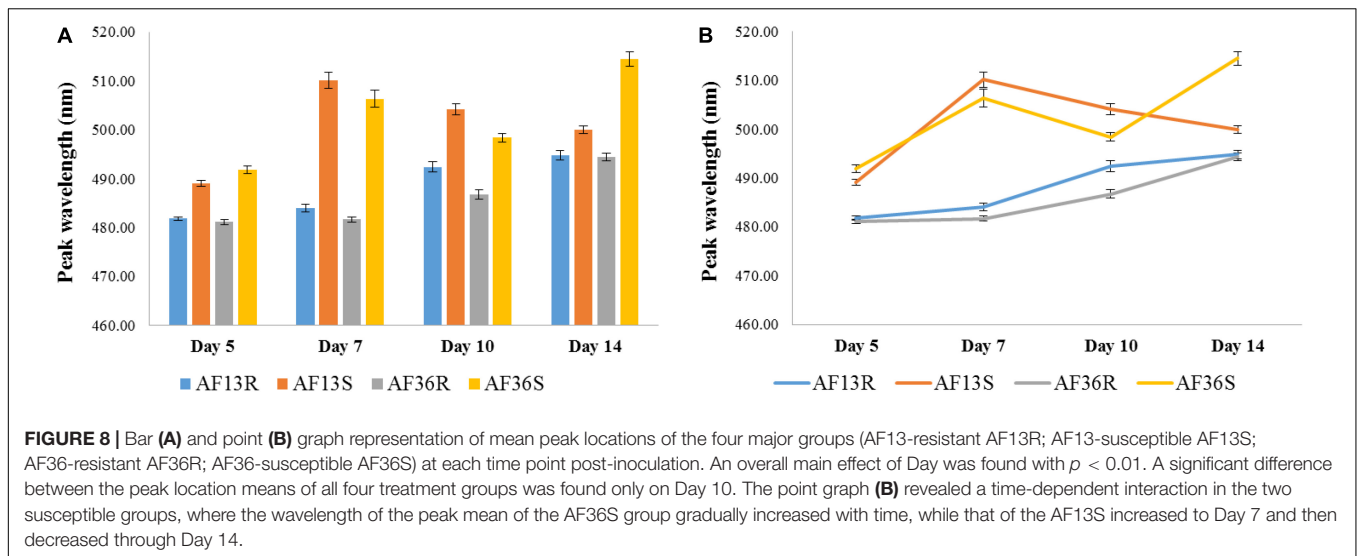 A
Peak wavelength (nm)
520.00
510.00
500.00
490.00
480.00
470.00
460.00
Day 5 Day 7 Day 10 Day 14
AF13R AF13S AF36R AF36S
B
Peak wavelength (nm)
520.00
510.00
500.00
490.00
480.00
470.00
460.00
Day 5 Day 7 Day 10 Day 14
AF13R AF13S AF36R AF36S
FIGURE 8 | Bar (A) and point (B) graph representation of mean peak locations of the four major groups (AF13-resistant AF13R; AF13-susceptible AF13S;
AF36-resistant AF36R; AF36-susceptible AF36S) at each time point post-inoculation. An overall main effect of Day was found with p < 0.01. A significant difference
between the peak location means of all four treatment groups was found only on Day 10. The point graph (B) revealed a time-dependent interaction in the two
susceptible groups, where the wavelength of the peak mean of the AF36S group gradually increased with time, while that of the AF13S increased to Day 7 and then
decreased through Day 14.